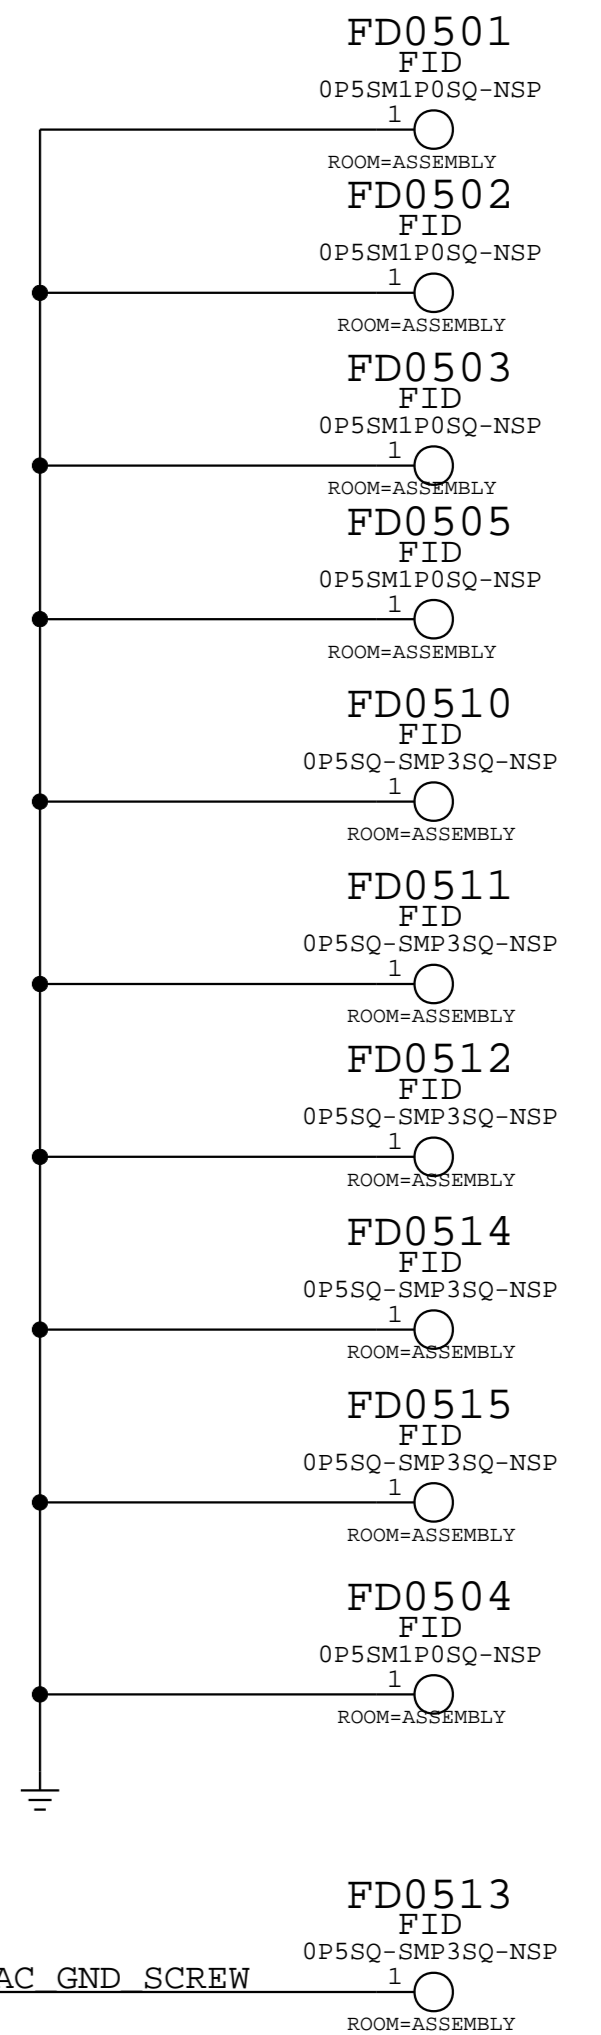 FD0501
FID
0P5SM1P0SQ-NSP
1
ROOM=ASSEMBLY
FD0502
FID
0P5SM1P0SQ-NSP
1
ROOM=ASSEMBLY
FD0503
FID
0P5SM1P0SQ-NSP
1
ROOM=ASSEMBLY
FD0505
FID
0P5SM1P0SQ-NSP
1
ROOM=ASSEMBLY
FD0510
FID
0P5SQ-SMP3SQ-NSP
1
ROOM=ASSEMBLY
FD0511
FID
0P5SQ-SMP3SQ-NSP
1
ROOM=ASSEMBLY
FD0512
FID
0P5SQ-SMP3SQ-NSP
1
ROOM=ASSEMBLY
FD0514
FID
0P5SQ-SMP3SQ-NSP
1
ROOM=ASSEMBLY
FD0515
FID
0P5SQ-SMP3SQ-NSP
1
ROOM=ASSEMBLY
FD0504
FID
0P5SM1P0SQ-NSP
1
ROOM=ASSEMBLY
FD0513
FID
0P5SQ-SMP3SQ-NSP
AC_GND_SCREW 1
ROOM=ASSEMBLY